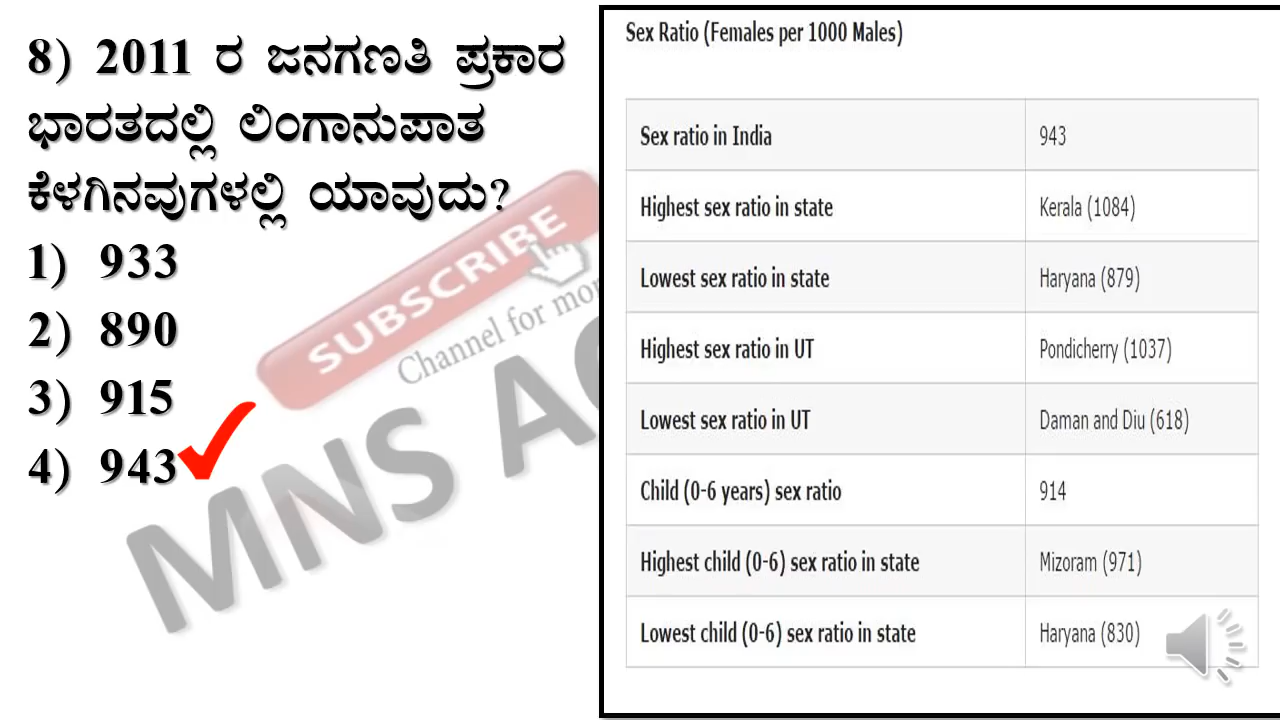 8) 2011 ರ ಜನಗಣತಿ ಪ್ರಕಾರ
ಭಾರತದಲ್ಲಿ ಲಿಂಗಾನುಪಾತ
ಕೆಳಗಿನವುಗಳಲ್ಲಿ ಯಾವುದು?
1) 933
2) 890
3) 915
4) 943
SUBSCRIBE
Channel for
MNS
Sex Ratio (Females per 1000 Males)
Sex ratio in India 943
Highest sex ratio in state Kerala (1084)
Lowest sex ratio in state Haryana (879)
Highest sex ratio in UT Pondicherry (1037)
Lowest sex ratio in UT Daman and Diu (618)
Child (0-6 years) sex ratio 914
Highest child (0-6) sex ratio in state Mizoram (971)
Lowest child (0-6) sex ratio in state Haryana (830)